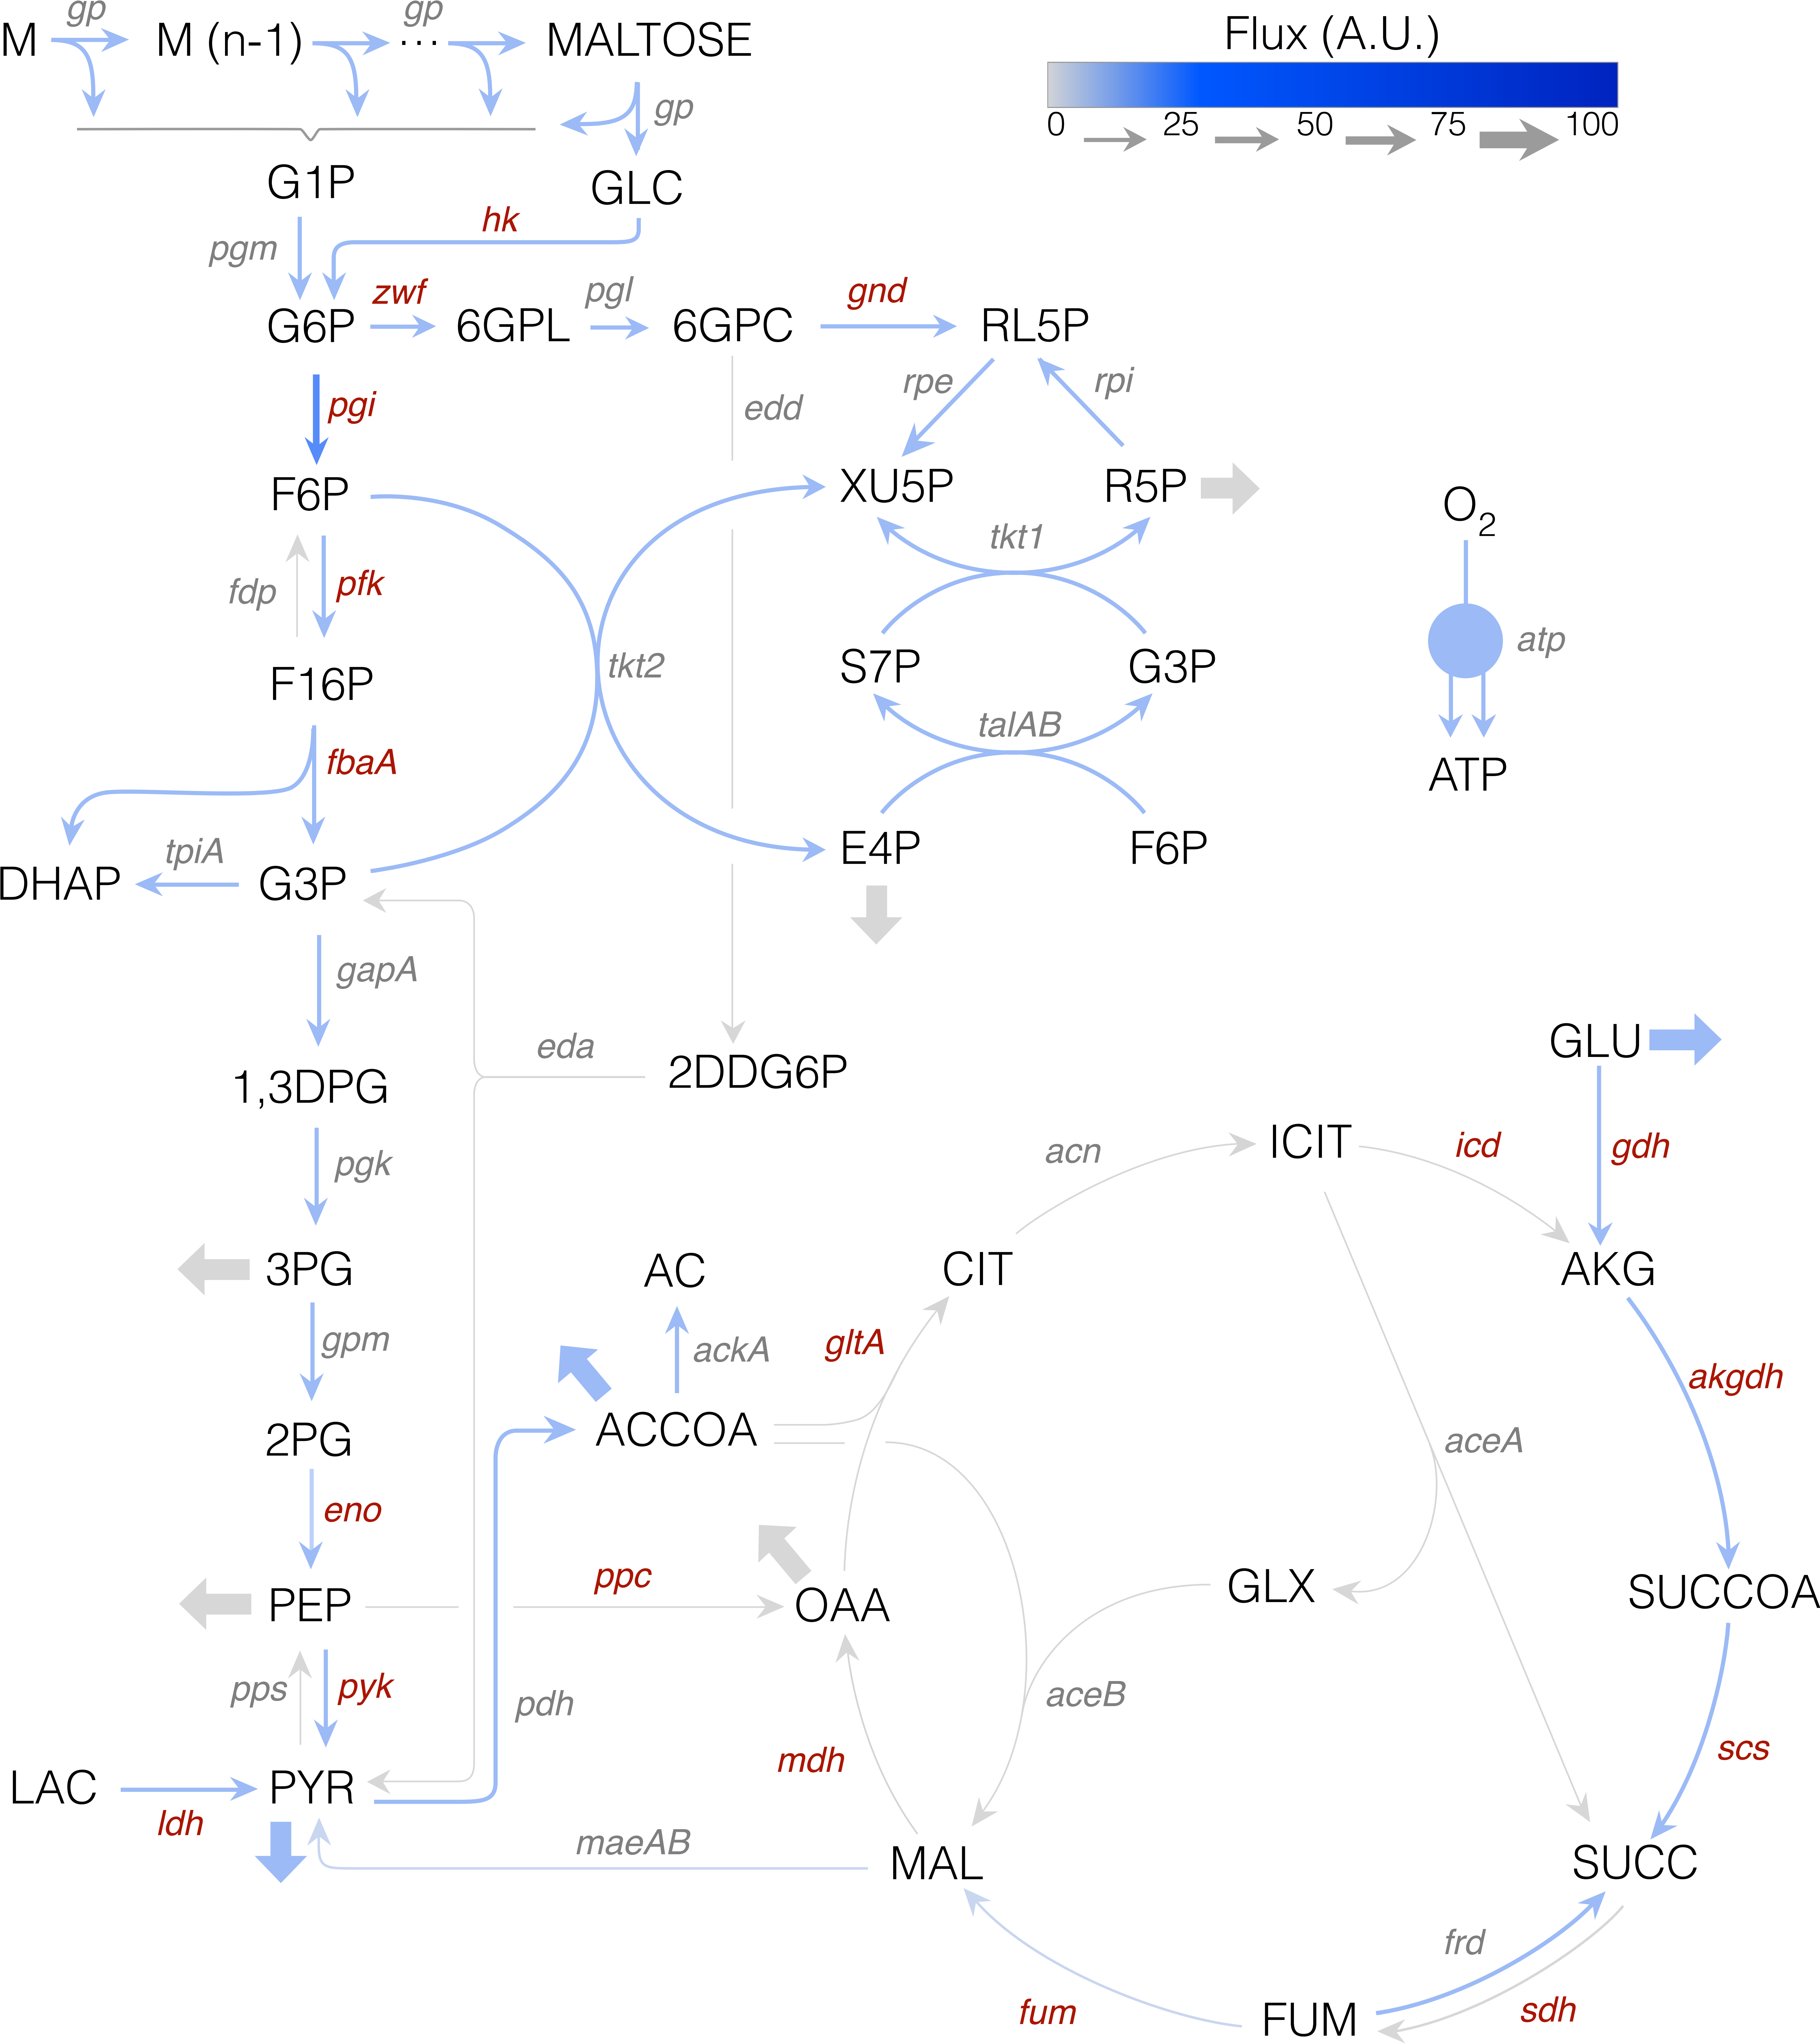 gp
gp
M
M (n-1)
...
MALTOSE
Flux (A.U.)
gp
0
25
50
75
100
G1P
GLC
hk
pgm
zwf
pgl
gnd
G6P
6GPL
6GPC
RL5P
rpe
rpi
pgi
edd
F6P
XU5P
R5P
O2
tkt1
fdp
pfk
atp
tkt2
S7P
G3P
F16P
talAB
fbaA
ATP
tpiA
E4P
F6P
DHAP
G3P
gapA
GLU
eda
2DDG6P
1,3DPG
acn
ICIT
icd
gdh
pgk
3PG
AC
CIT
AKG
gpm
ackA
gltA
akgdh
2PG
ACCOA
aceA
eno
ppc
GLX
SUCCOA
PEP
OAA
pps
pyk
pdh
aceB
mdh
scs
LAC
PYR
ldh
maeAB
MAL
SUCC
frd
fum
FUM
sdh